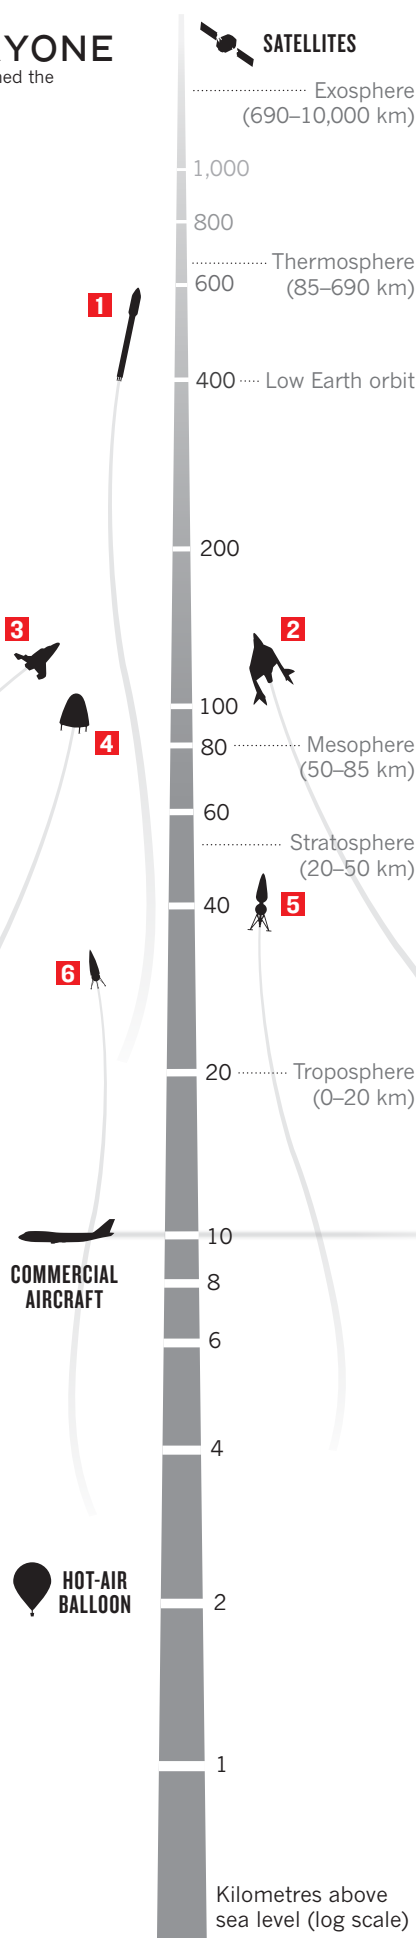 YONE
ned the
SATELLITES
Exosphere
(690–10,000 km)
1,000
800
Thermosphere
(85–690 km)
600
1
400
Low Earth orbit
200
3
2
100
4
80
Mesophere
(50–85 km)
60
Stratosphere
(20–50 km)
40
5
6
20
Troposphere
(0–20 km)
10
COMMERCIAL
AIRCRAFT
8
6
4
HOT-AIR
BALLOON
2
1
Kilometres above
sea level (log scale)